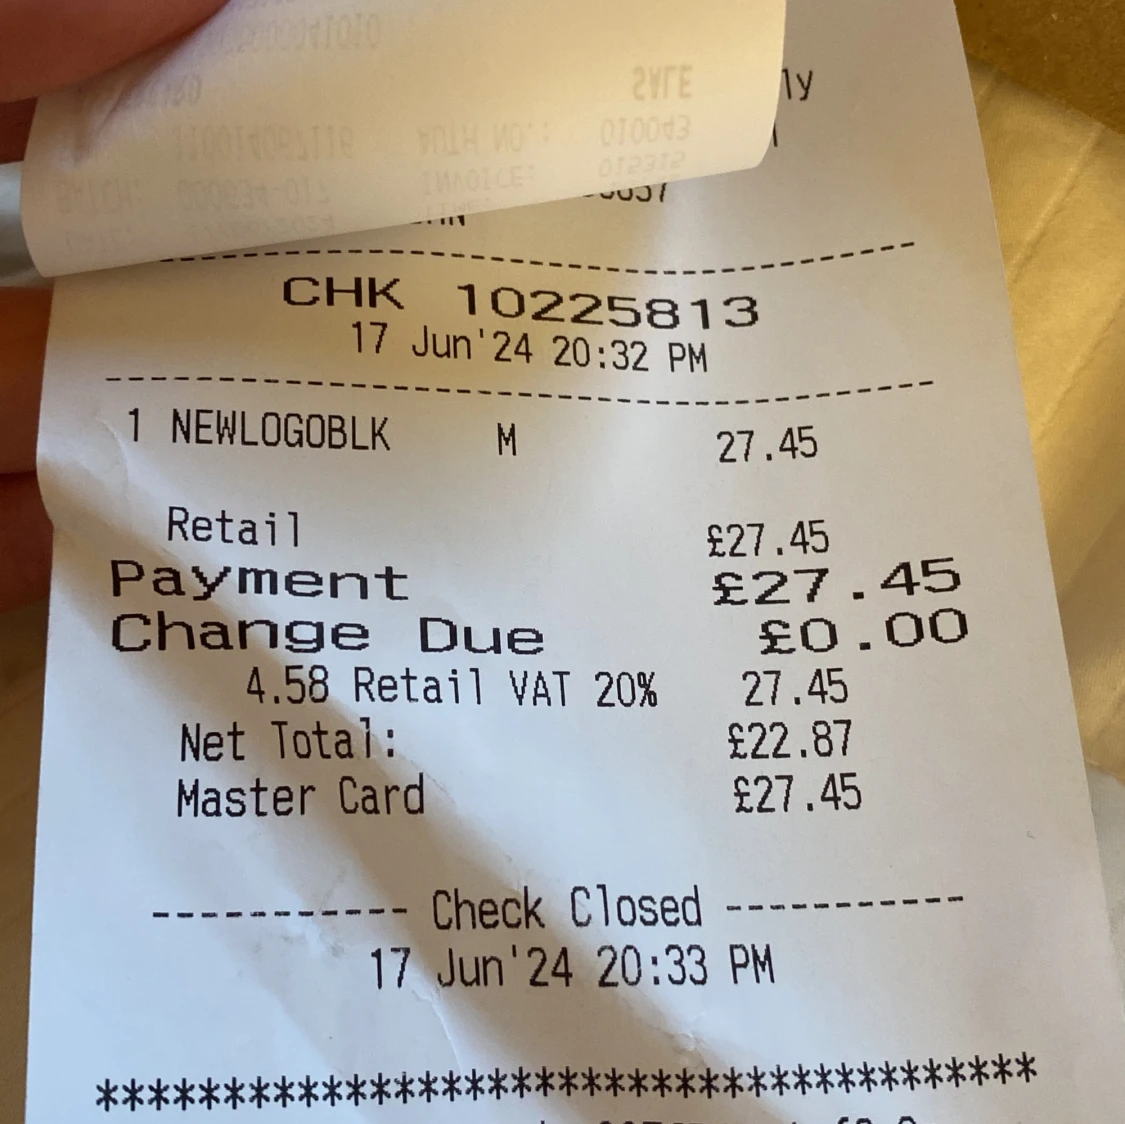 ly
CHK 10225813
17 Jun'24 20:32 PM
1 NEWLOGOBLK M 27.45
Retail £27.45
Payment £27.45
Change Due £0.00
4.58 Retail VAT 20% 27.45
Net Total: £22.87
Master Card £27.45
----------- Check Closed -----------
17 Jun'24 20:33 PM
*************************************